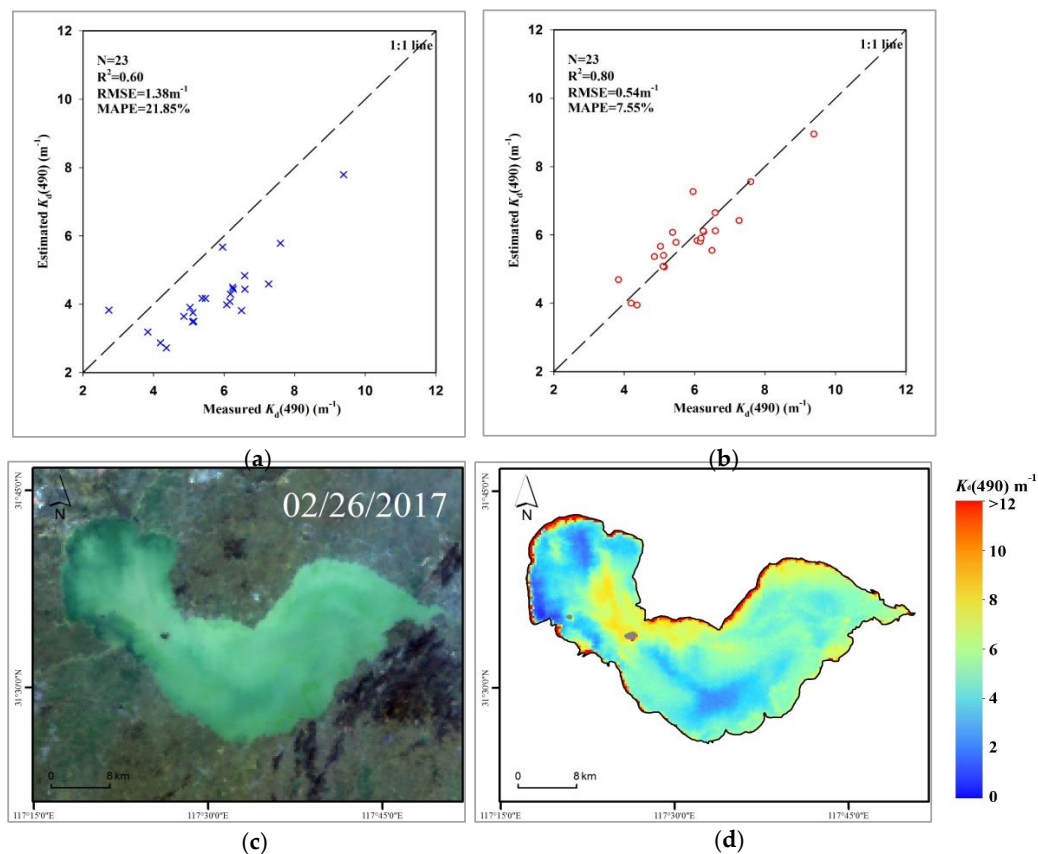 12
1:1 line
N=23
R²=0.60
RMSE=1.38m⁻¹
MAPE=21.85%
10
8
6
4
2
Estimated Kd(490) (m⁻¹)
2 4 6 8 10 12
Measured Kd(490) (m⁻¹)
(a)
12
1:1 line
N=23
R²=0.80
RMSE=0.54m⁻¹
MAPE=7.55%
10
8
6
4
2
Estimated Kd(490) (m⁻¹)
2 4 6 8 10 12
Measured Kd(490) (m⁻¹)
(b)
02/26/2017
N
31°45'0"N
31°30'0"N
0 8 km
117°15'0"E 117°30'0"E 117°45'0"E
(c)
N
31°45'0"N
31°30'0"N
0 8 km
117°15'0"E 117°30'0"E 117°45'0"E
(d)
Kd(490) m⁻¹
>12
10
8
6
4
2
0